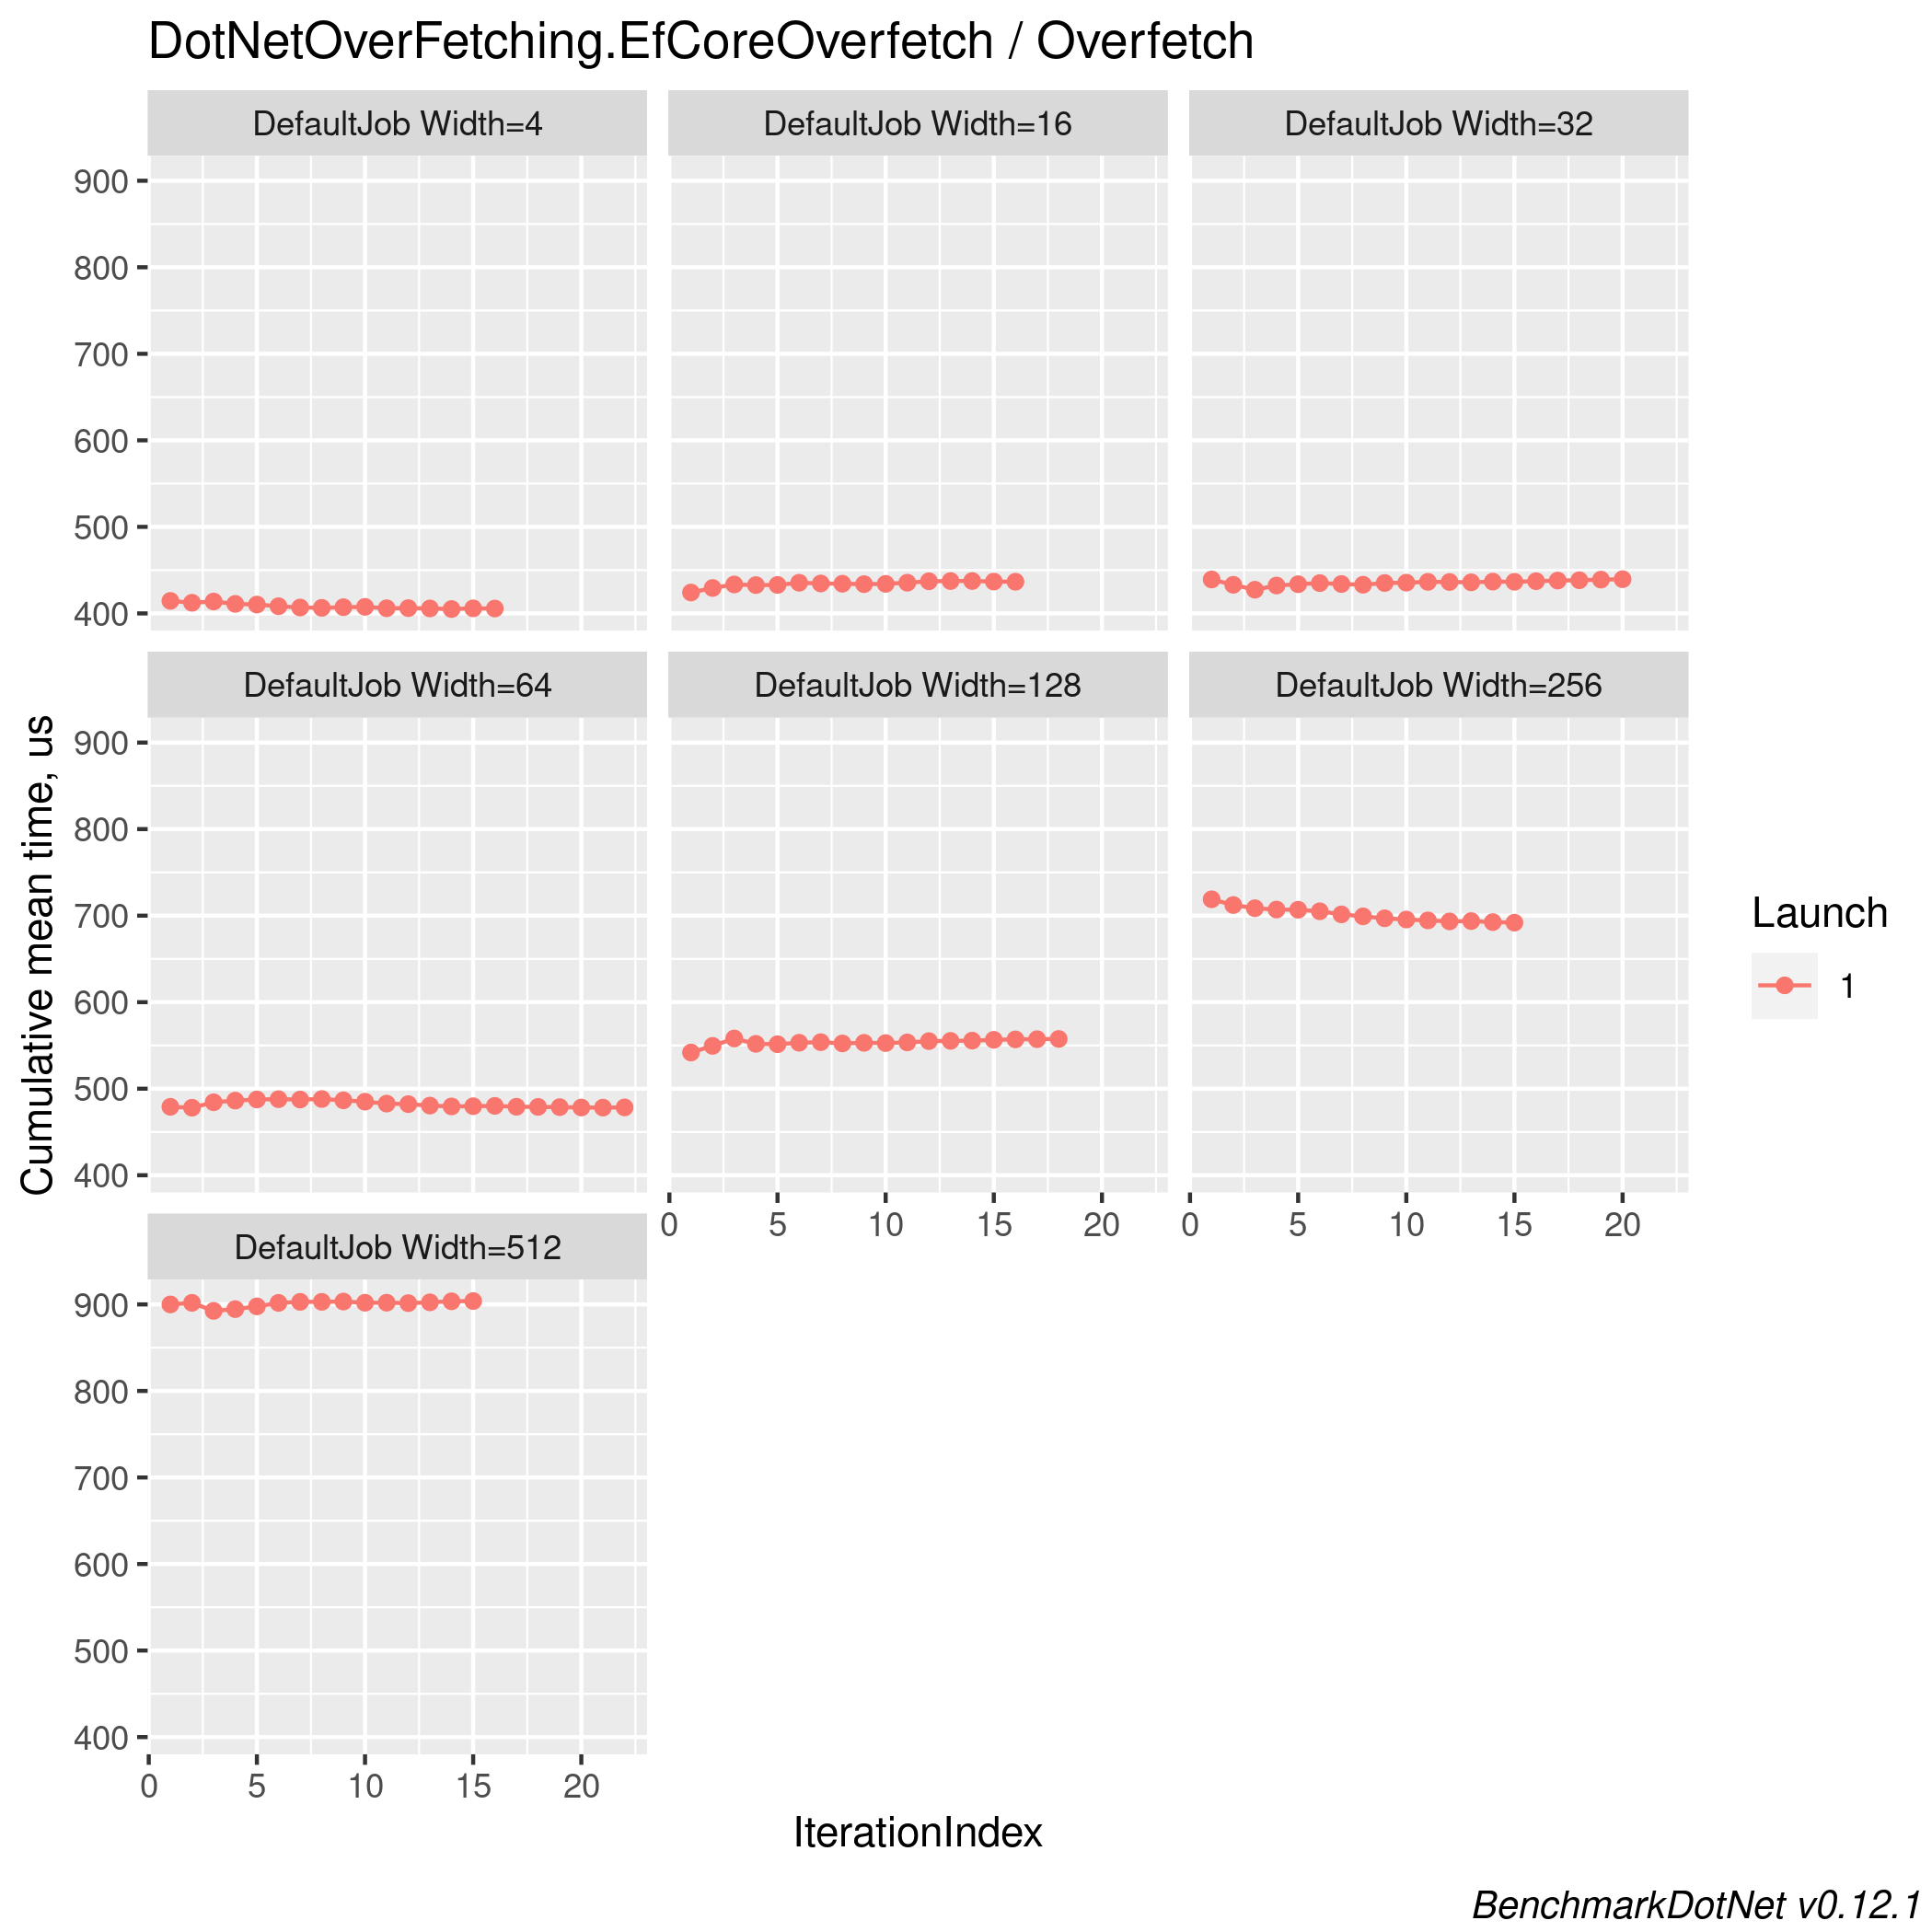 DotNetOverFetching.EfCoreOverfetch / Overfetch
DefaultJob Width=4
DefaultJob Width=16
DefaultJob Width=32
900
800
700
600
500
400
DefaultJob Width=64
DefaultJob Width=128
DefaultJob Width=256
900
800
700
600
500
400
0 5 10 15 20
0 5 10 15 20
DefaultJob Width=512
900
800
700
600
500
400
0 5 10 15 20
Cumulative mean time, us
IterationIndex
Launch
1
BenchmarkDotNet v0.12.1